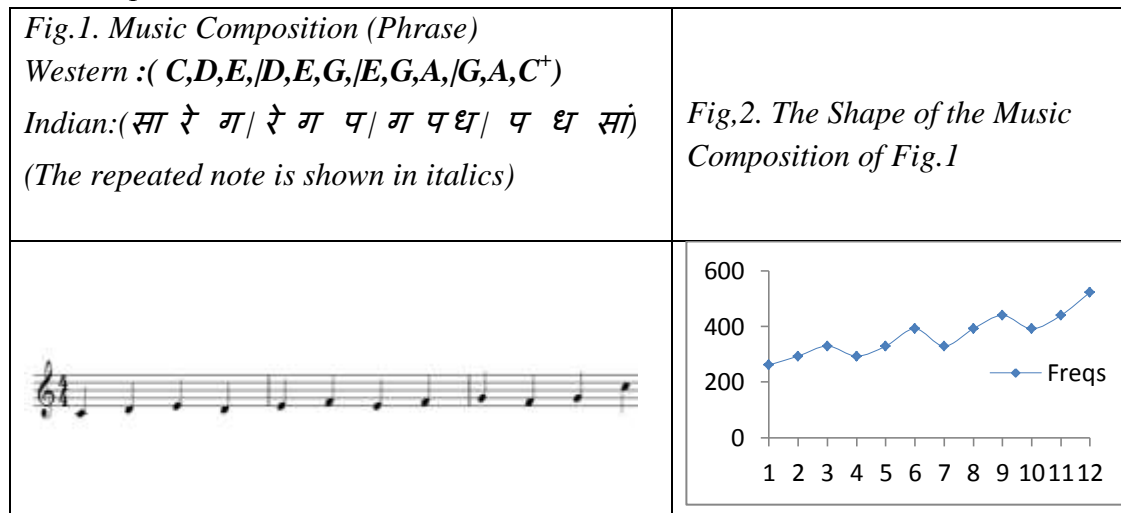 Fig.1. Music Composition (Phrase)
Western :( C,D,E,|D,E,G,|E,G,A,|G,A,C+)
Indian:(सा रे ग| रे ग प| ग प ध| प ध सां)
(The repeated note is shown in italics)
Fig,2. The Shape of the Music
Composition of Fig.1
4
4
600
400
200
0
Freqs
1 2 3 4 5 6 7 8 9 10 11 12